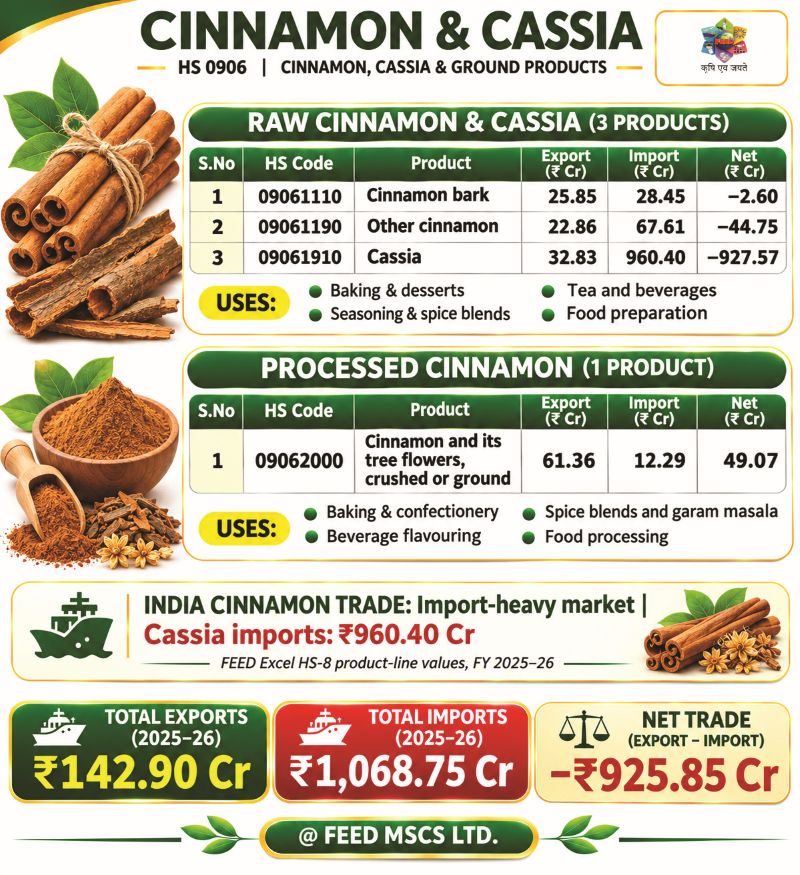 CINNAMON & CASSIA
HS 0906 | CINNAMON, CASSIA & GROUND PRODUCTS
FEED
कृषि एवं जयते
RAW CINNAMON & CASSIA (3 PRODUCTS)
S.No HS Code Product Export (₹ Cr) Import (₹ Cr) Net (₹ Cr)
1 09061110 Cinnamon bark 25.85 28.45 −2.60
2 09061190 Other cinnamon 22.86 67.61 −44.75
3 09061910 Cassia 32.83 960.40 −927.57
USES:
Baking & desserts
Tea and beverages
Seasoning & spice blends
Food preparation
PROCESSED CINNAMON (1 PRODUCT)
S.No HS Code Product Export (₹ Cr) Import (₹ Cr) Net (₹ Cr)
1 09062000 Cinnamon and its tree flowers, crushed or ground 61.36 12.29 49.07
USES:
Baking & confectionery
Spice blends and garam masala
Beverage flavouring
Food processing
INDIA CINNAMON TRADE: Import-heavy market |
Cassia imports: ₹960.40 Cr
FEED Excel HS-8 product-line values, FY 2025–26
TOTAL EXPORTS
(2025–26)
₹142.90 Cr
TOTAL IMPORTS
(2025–26)
₹1,068.75 Cr
NET TRADE
(EXPORT – IMPORT)
−₹925.85 Cr
@ FEED MSCS LTD.